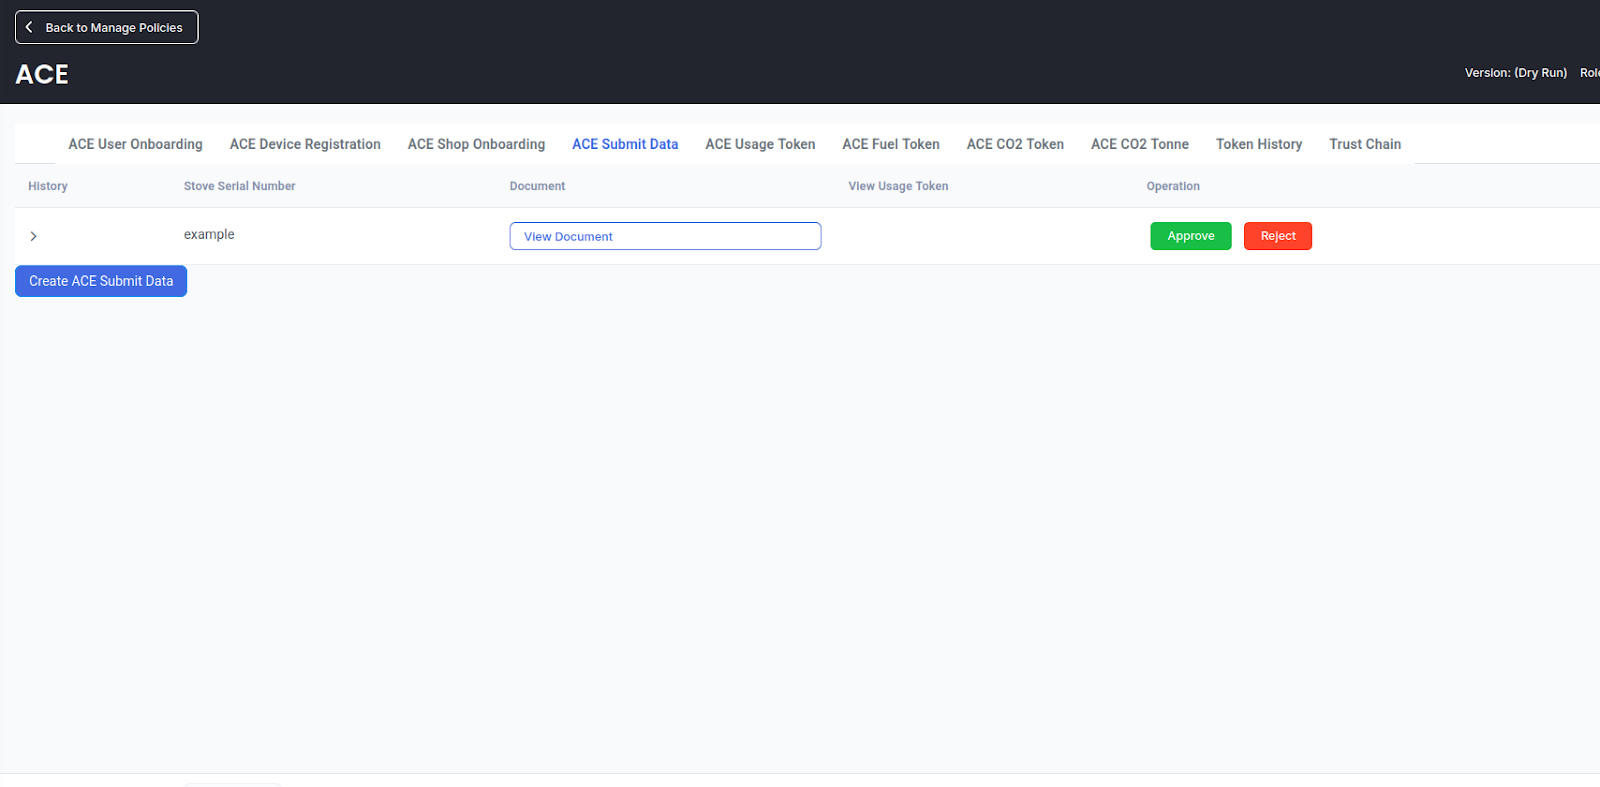 Back to Manage Policies
ACE
Version: (Dry Run)
ACE User Onboarding ACE Device Registration ACE Shop Onboarding ACE Submit Data ACE Usage Token ACE Fuel Token ACE CO2 Token ACE CO2 Tonne Token History Trust Chain
History Stove Serial Number Document View Usage Token Operation
example View Document Approve Reject
Create ACE Submit Data